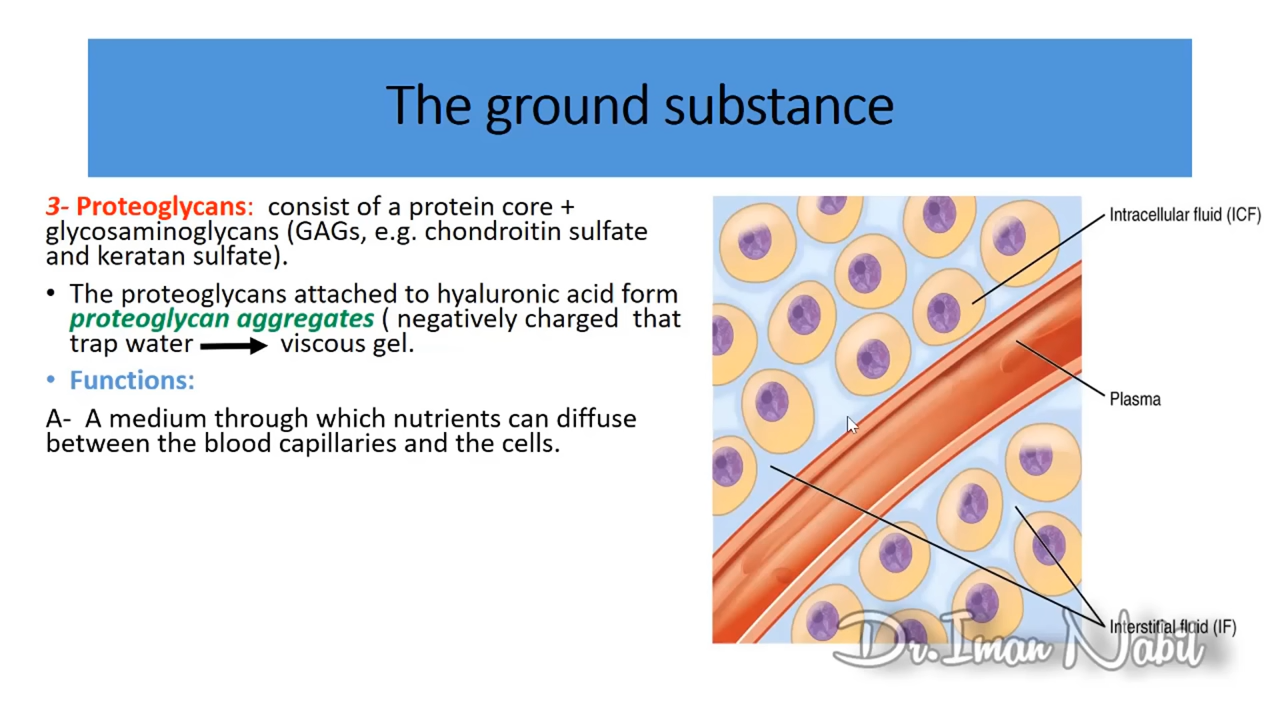 The ground substance
3- Proteoglycans: consist of a protein core +
glycosaminoglycans (GAGs, e.g. chondroitin sulfate
and keratan sulfate).
• The proteoglycans attached to hyaluronic acid form
proteoglycan aggregates ( negatively charged that
trap water → viscous gel.
• Functions:
A- A medium through which nutrients can diffuse
between the blood capillaries and the cells.
Intracellular fluid (ICF)
Plasma
Interstitial fluid (IF)
Dr.Iman Nabil